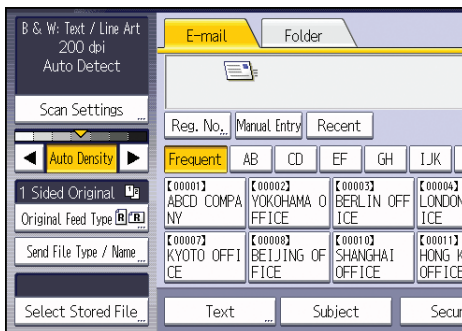 B & W: Text / Line Art
200 dpi
Auto Detect
Scan Settings
Auto Density
1 Sided Original
Original Feed Type
Send File Type / Name
Select Stored File
E-mail
Folder
Reg. No.
Manual Entry
Recent
Frequent
AB
CD
EF
GH
IJK
[00001]
ABCD COMPA
NY
[00002]
YOKOHAMA O
FFICE
[00003]
BERLIN OFF
ICE
[00004]
LONDON
ICE
[00007]
KYOTO OFFI
CE
[00008]
BEIJING OF
FICE
[00010]
SHANGHAI
OFFICE
[00011]
HONG K
OFFICE
Text
Subject
Secur